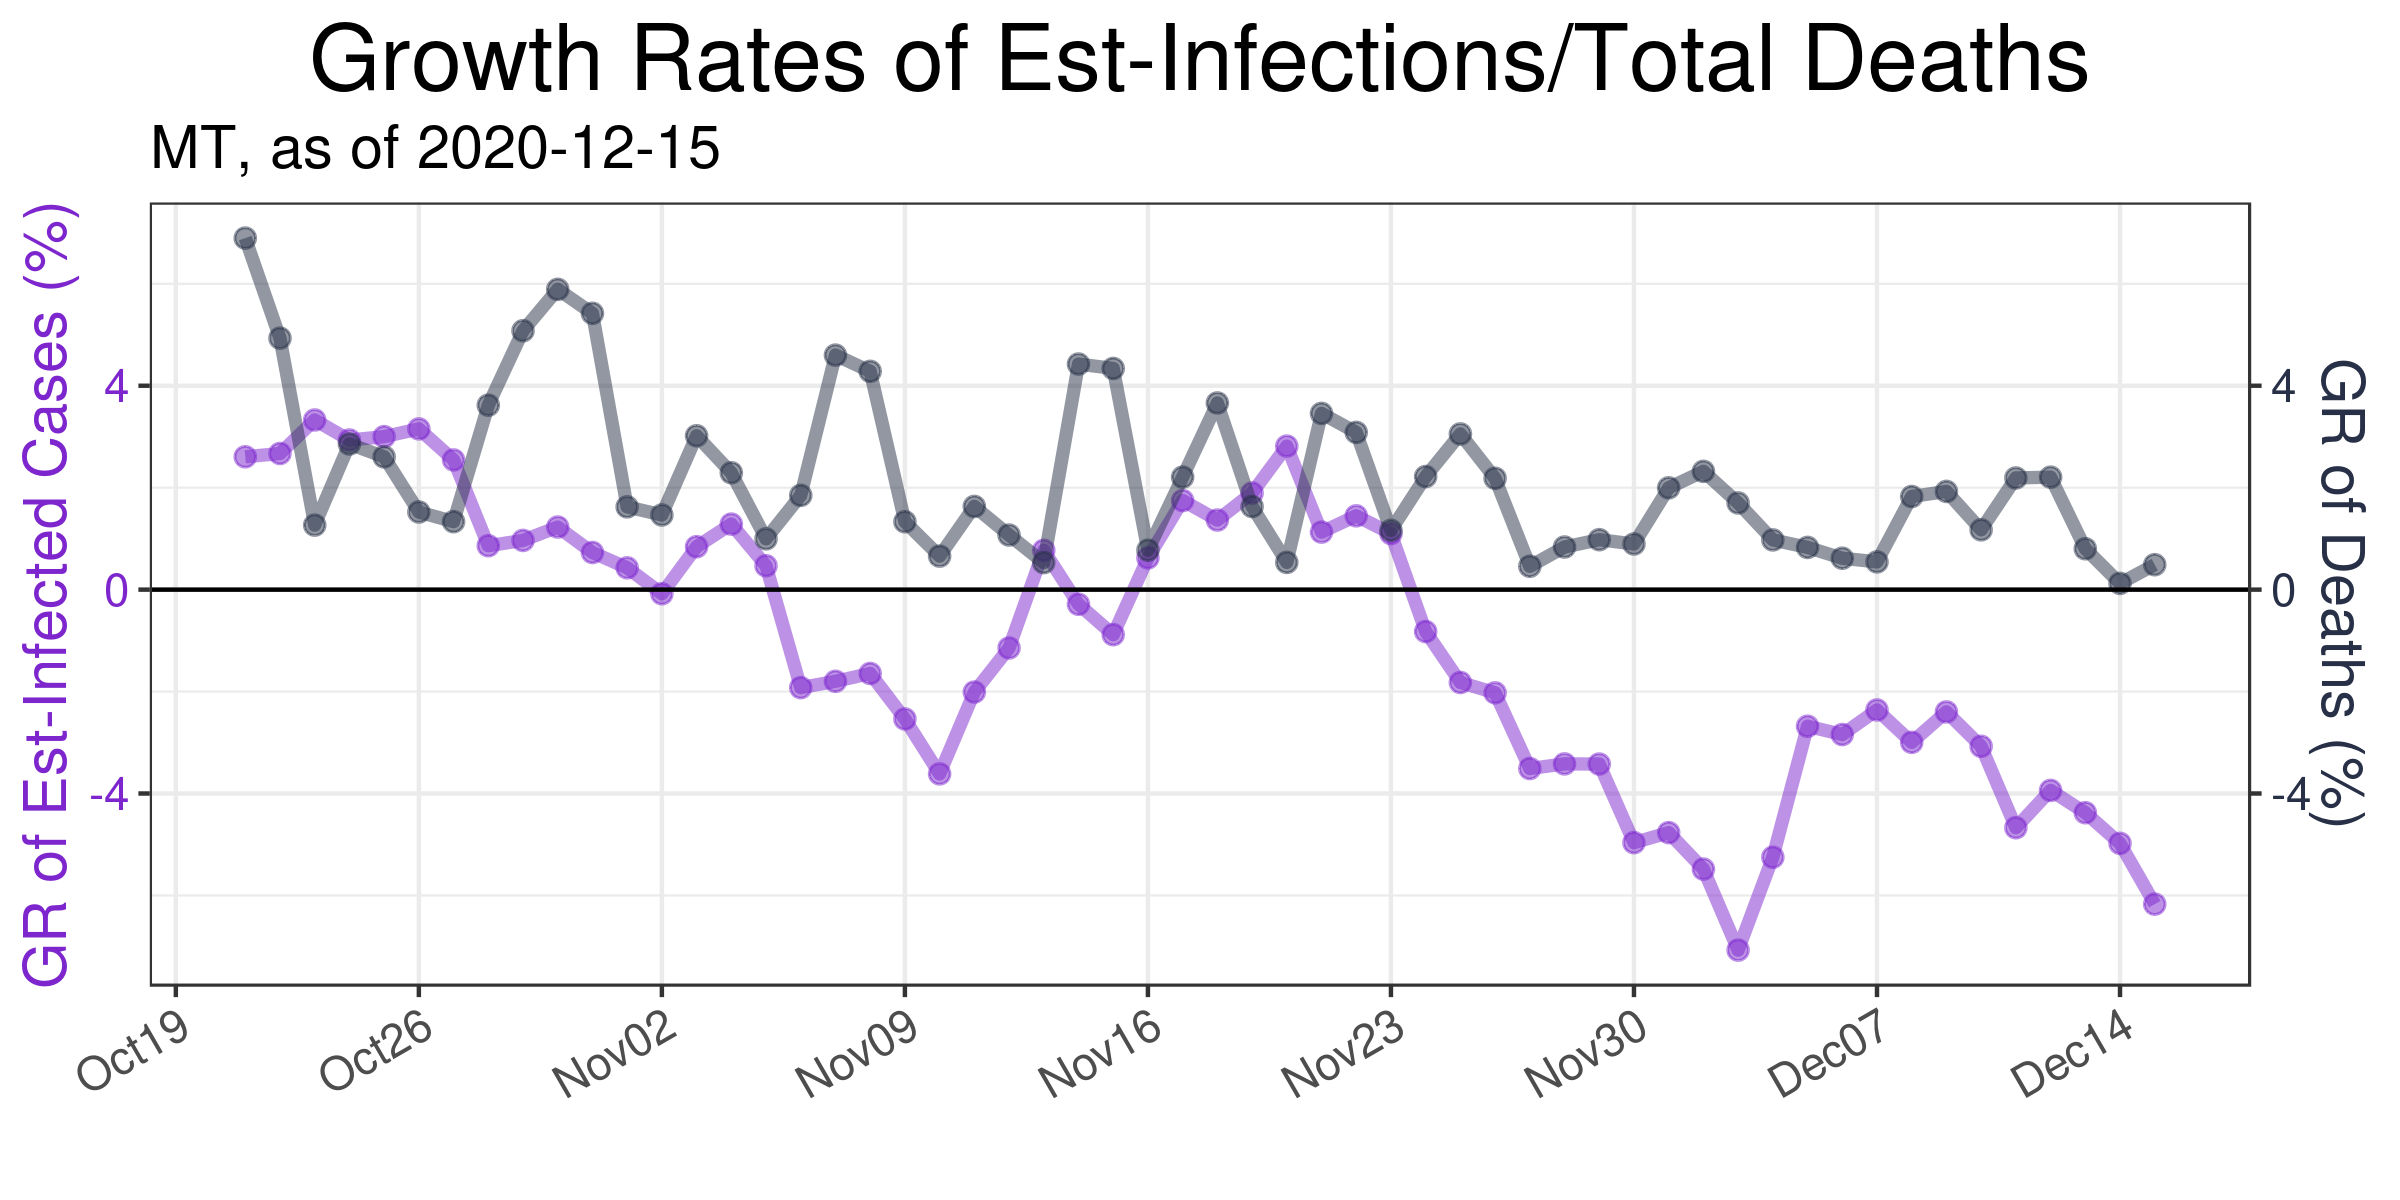 Growth Rates of Est-Infections/Total Deaths
MT, as of 2020-12-15
GR of Est-Infected Cases (%)
4
0
-4
4
0
-4
GR of Deaths (%)
Oct19
Oct26
Nov02
Nov09
Nov16
Nov23
Nov30
Dec07
Dec14